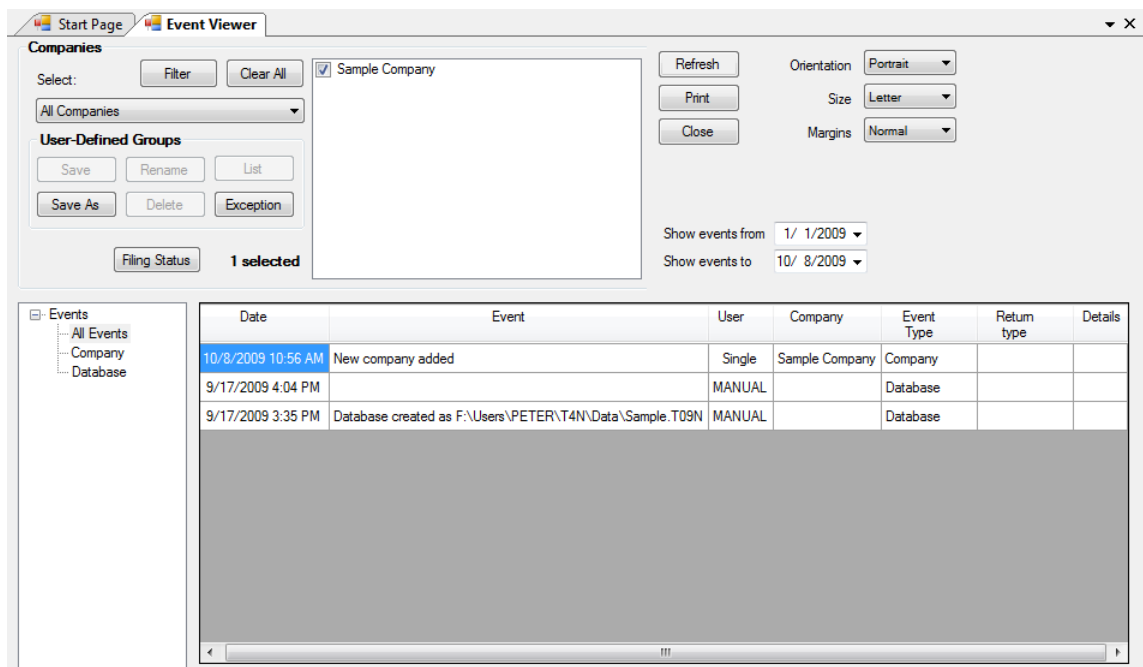 Start Page Event Viewer
Companies
Select: Filter Clear All
All Companies
User-Defined Groups
Save Rename List
Save As Delete Exception
Filing Status 1 selected
Sample Company
Refresh Orientation Portrait
Print Size Letter
Close Margins Normal
Show events from 1/ 1/2009
Show events to 10/ 8/2009
Events
All Events
Company
Database
Date Event User Company Event Type Return type Details
10/8/2009 10:56 AM New company added Single Sample Company Company
9/17/2009 4:04 PM MANUAL Database
9/17/2009 3:35 PM Database created as F:\Users\PETER\T4N\Data\Sample.T09N MANUAL Database